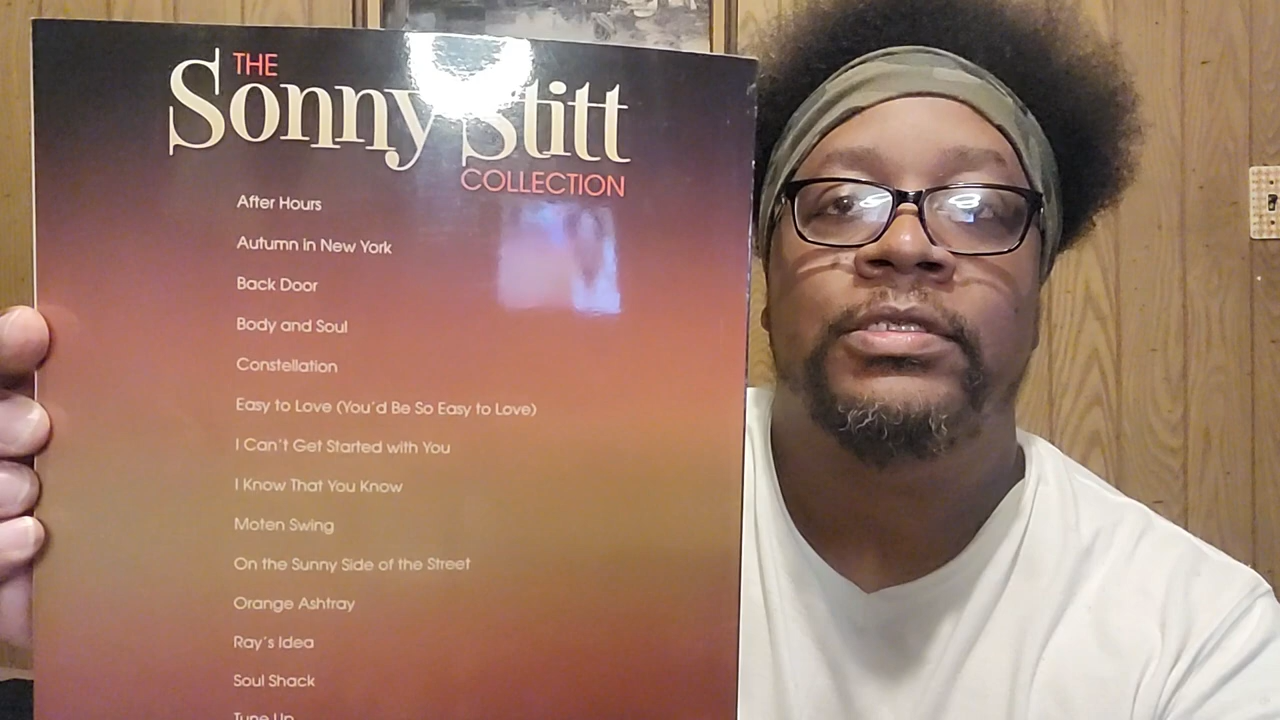 THE
Sonny Stitt
COLLECTION
After Hours
Autumn in New York
Back Door
Body and Soul
Constellation
Easy to Love (You'd Be So Easy to Love)
I Can't Get Started with You
I Know That You Know
Moten Swing
On the Sunny Side of the Street
Orange Ashtray
Ray's Idea
Soul Shack
Tune Up